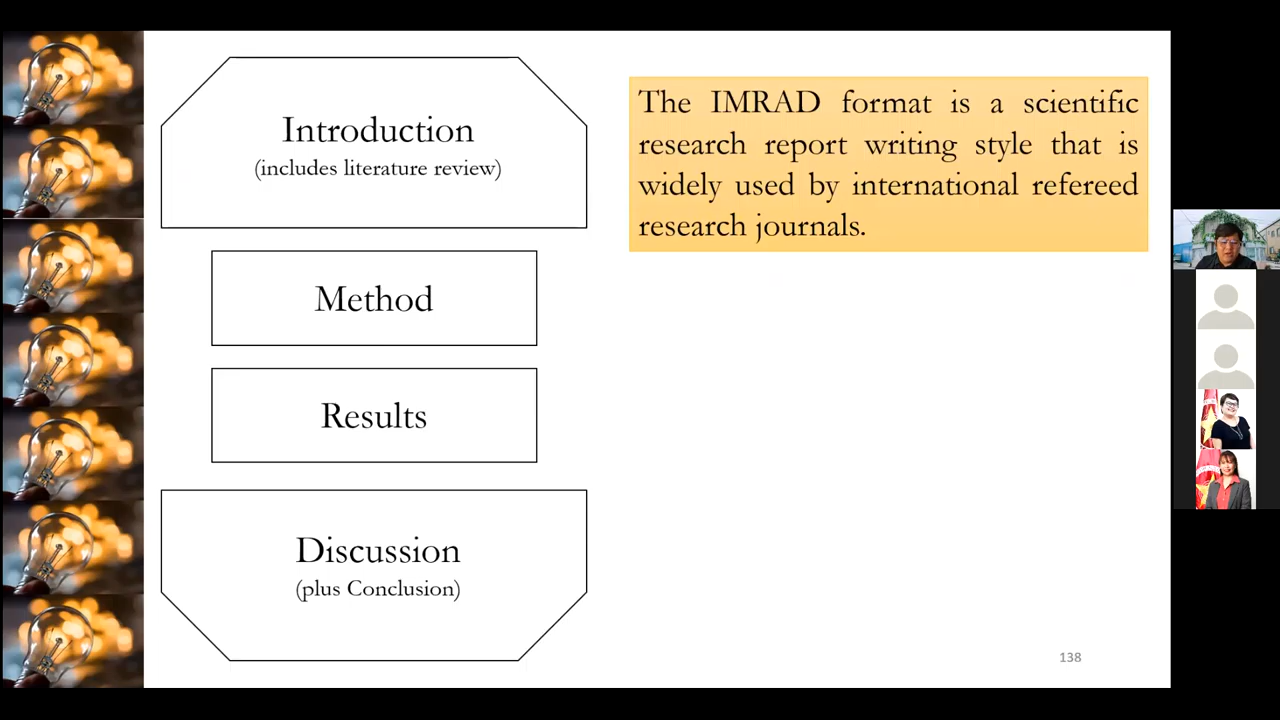 Introduction
(includes literature review)
Method
Results
Discussion
(plus Conclusion)
The IMRAD format is a scientific
research report writing style that is
widely used by international refereed
research journals.
138